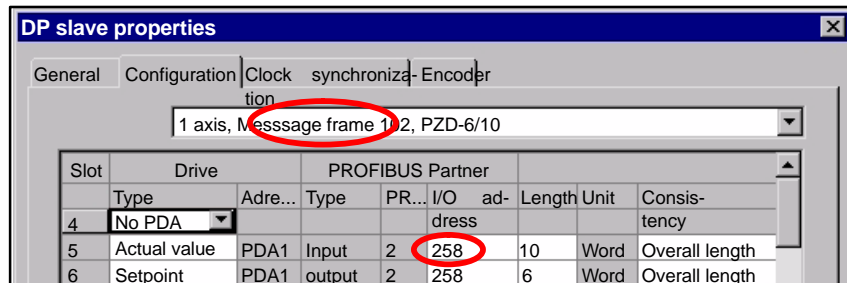 DP slave properties
General Configuration Clock synchroniza- Encoder
tion
1 axis, Messsage frame 102, PZD-6/10
Slot Drive PROFIBUS Partner
Type Adre... Type PR... I/O ad- Length Unit Consis-
4 No PDA dress tency
5 Actual value PDA1 Input 2 258 10 Word Overall length
6 Setpoint PDA1 output 2 258 6 Word Overall length